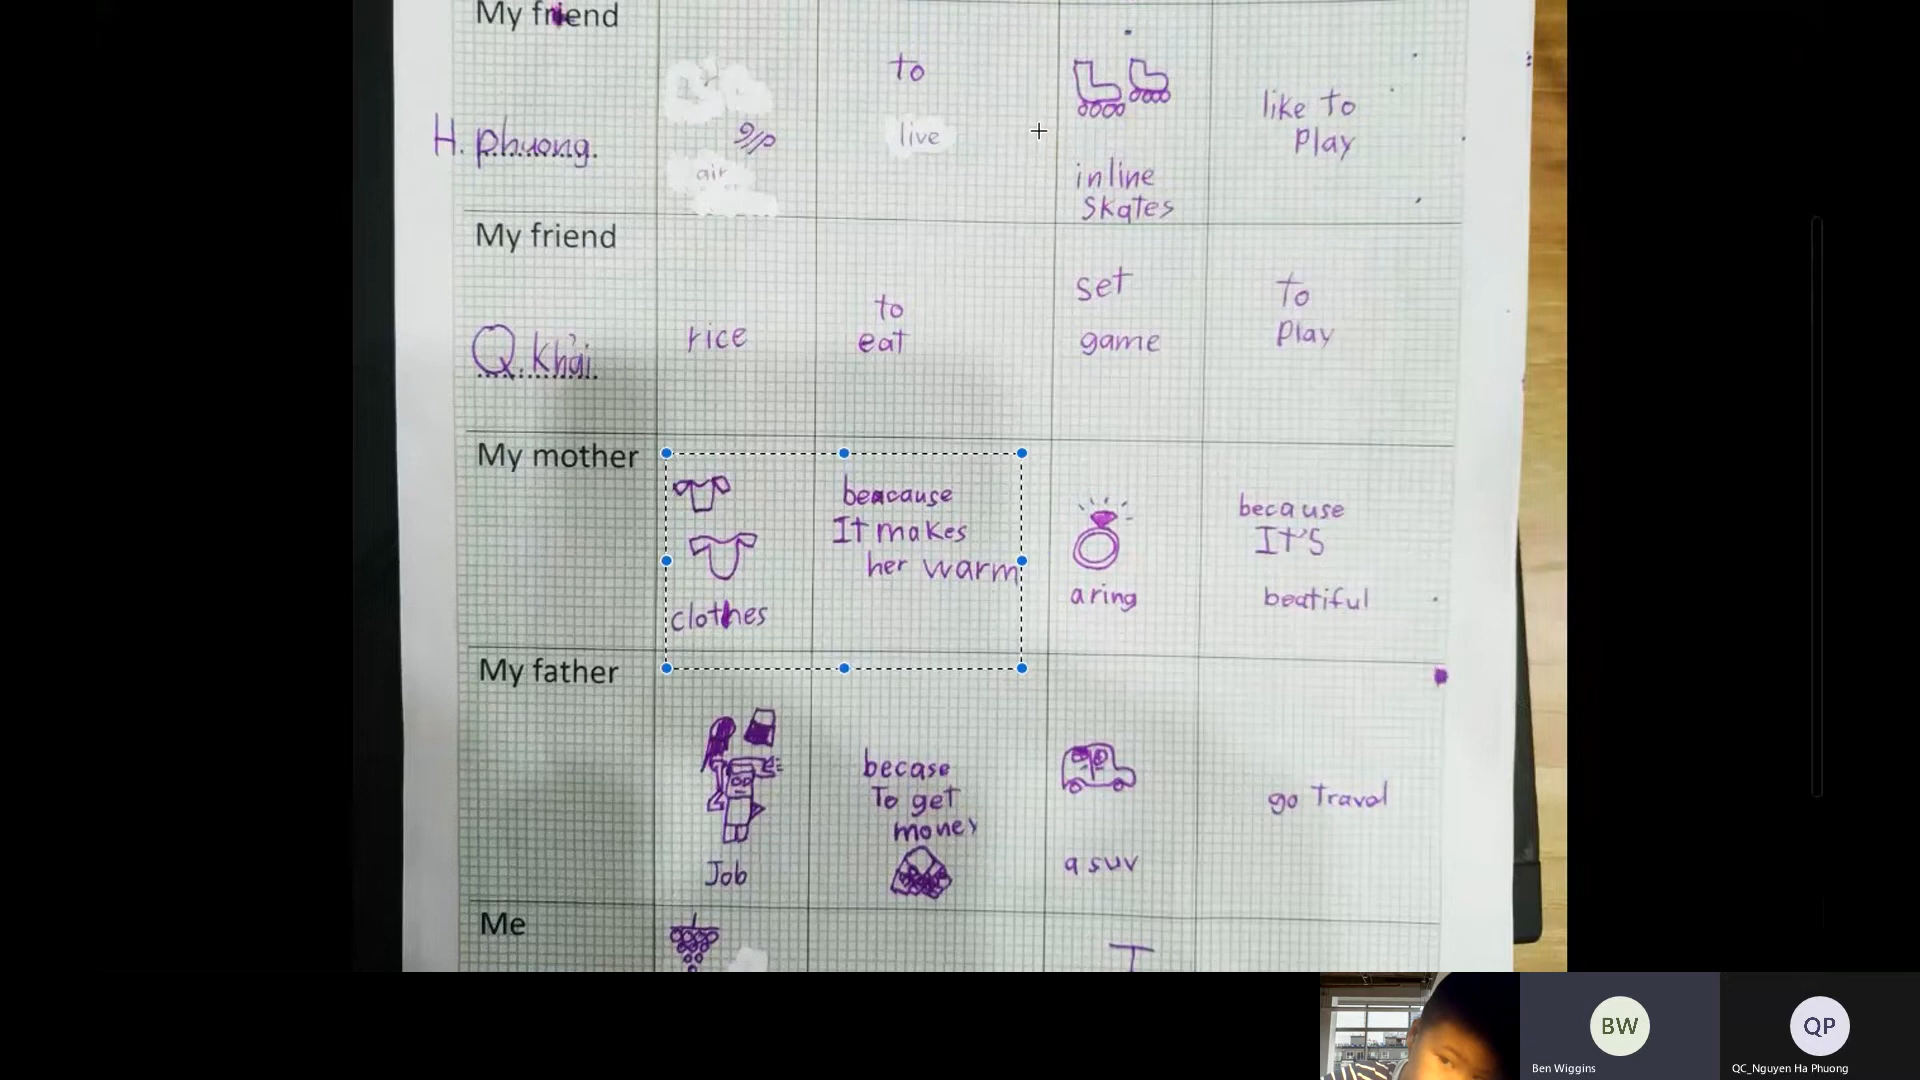 My friend
H. phuong.
air
to
live
inline
skates
like to
play
My friend
Q. Khải.
rice
to
eat
set
game
To
play
My mother
clothes
beacause
It makes
her warm
a ring
because
It's
beatiful
My father
Job
becase
To get
money
a suv
go Traval
Me
I
BW
Ben Wiggins
QP
QC_Nguyen Ha Phuong